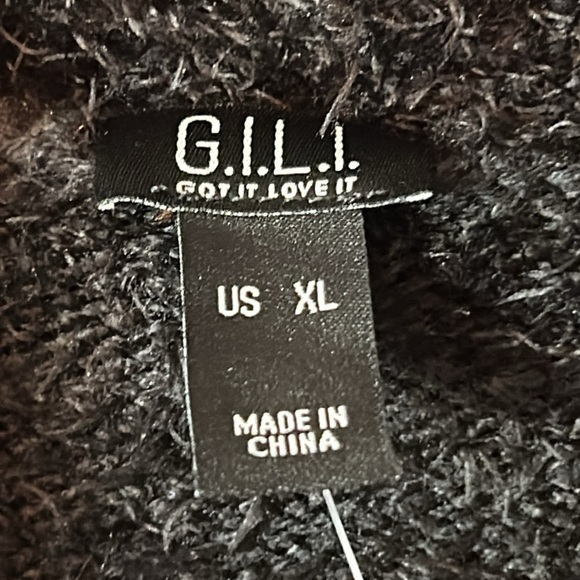 G.I.L.I.
GOT IT LOVE IT
US XL
MADE IN
CHINA